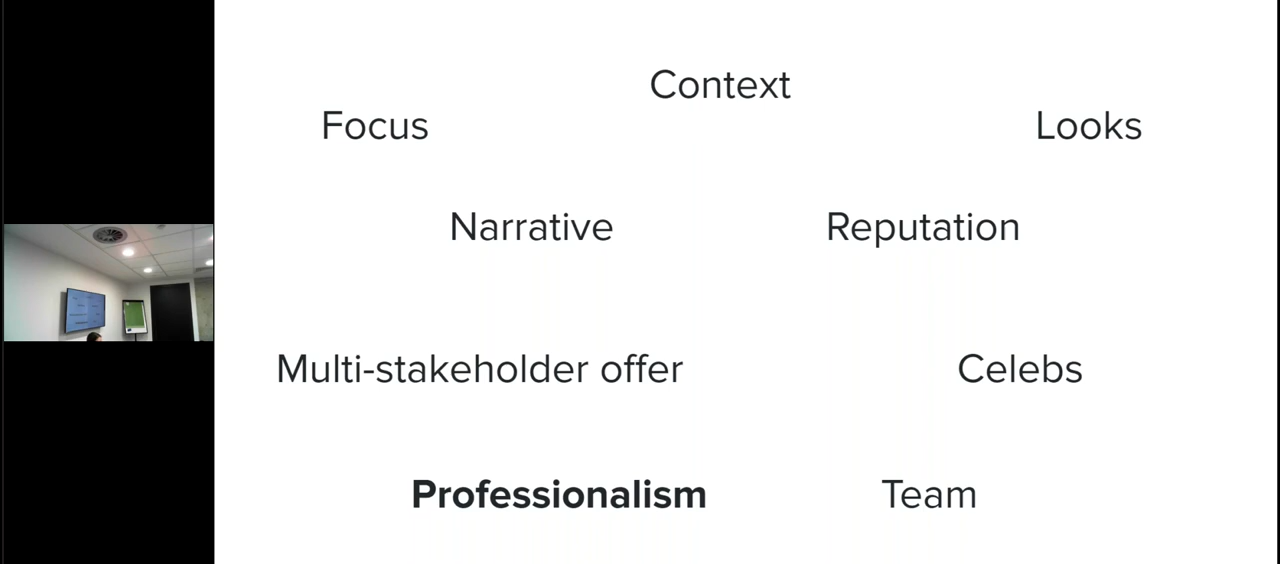 Context
Focus
Looks
Narrative
Reputation
Multi-stakeholder offer
Celebs
Professionalism
Team